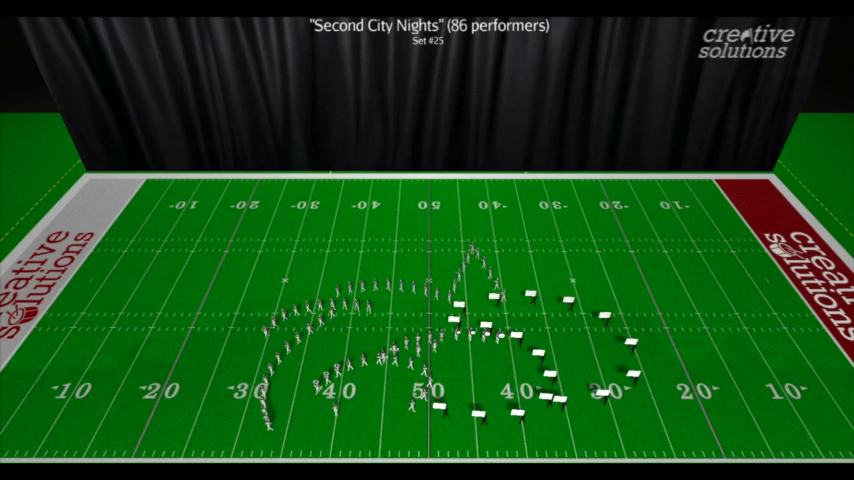 "Second City Nights" (86 performers)
Set #25
creative
solutions
-10 -20 -30 -40 50 40- 30- 20- 10-
creative
solutions
creative
solutions
-10 -20 -30 -40 50 40- 20- 10-